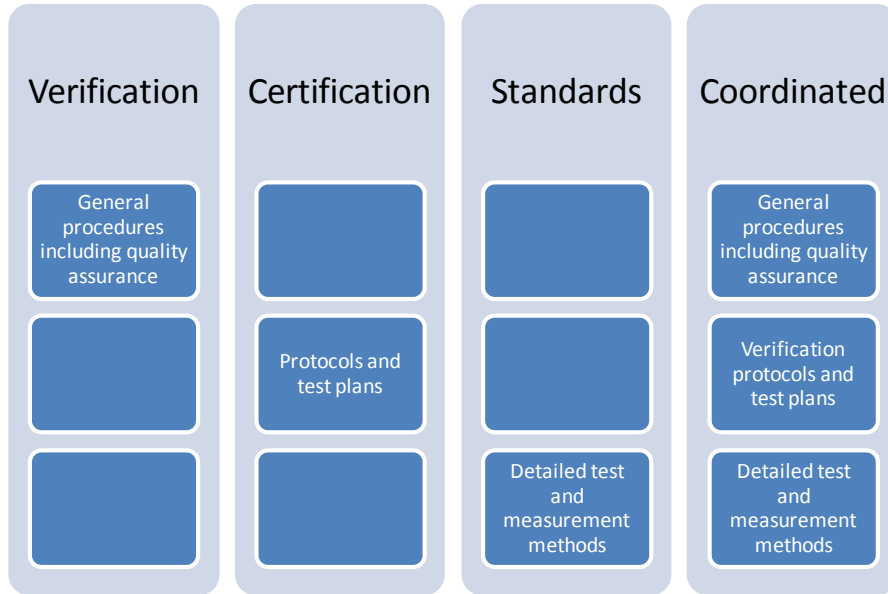 Verification
General
procedures
including quality
assurance
Certification
Protocols and
test plans
Standards
Detailed test
and
measurement
methods
Coordinated
General
procedures
including quality
assurance
Verification
protocols and
test plans
Detailed test
and
measurement
methods